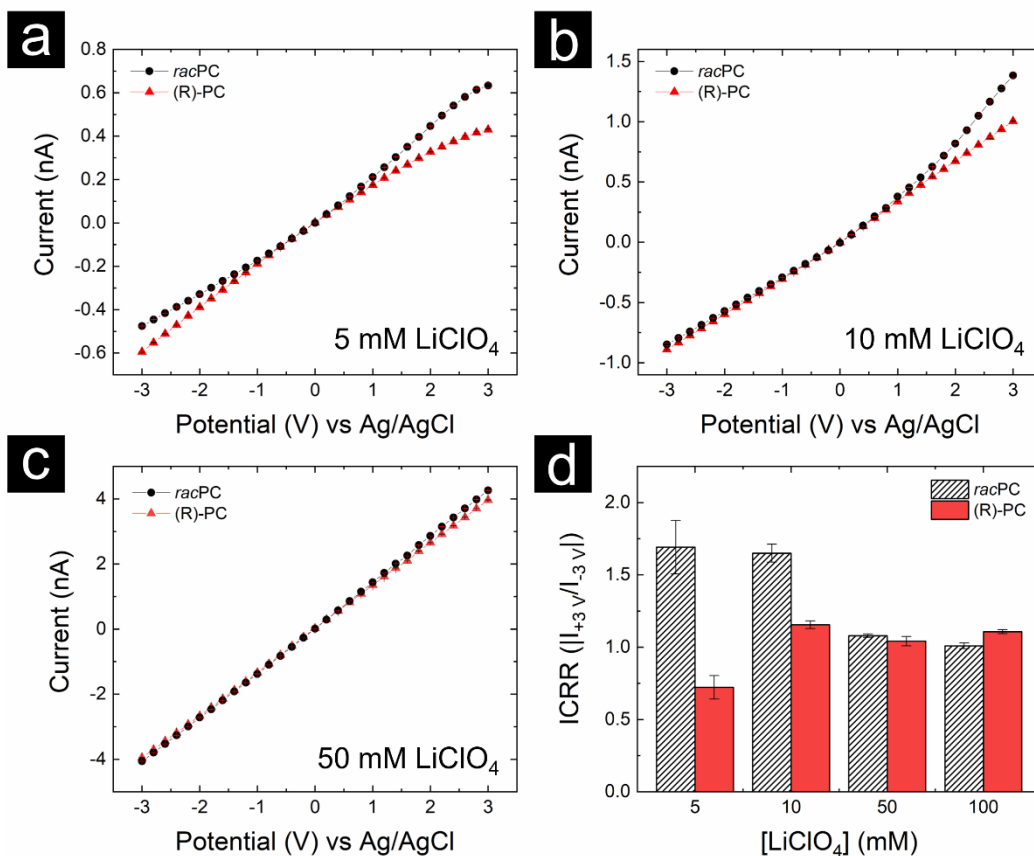 a
0.8
0.6
0.4
0.2
0.0
-0.2
-0.4
-0.6
Current (nA)
racPC
(R)-PC
5 mM LiClO₄
-3 -2 -1 0 1 2 3
Potential (V) vs Ag/AgCl
b
1.5
1.0
0.5
0.0
-0.5
-1.0
Current (nA)
racPC
(R)-PC
10 mM LiClO₄
-3 -2 -1 0 1 2 3
Potential (V) vs Ag/AgCl
c
4
2
0
-2
-4
Current (nA)
racPC
(R)-PC
50 mM LiClO₄
-3 -2 -1 0 1 2 3
Potential (V) vs Ag/AgCl
d
2.0
1.5
1.0
0.5
0.0
ICRR (|I₊₃ ᵥ/I₋₃ ᵥ|)
racPC
(R)-PC
5 10 50 100
[LiClO₄] (mM)